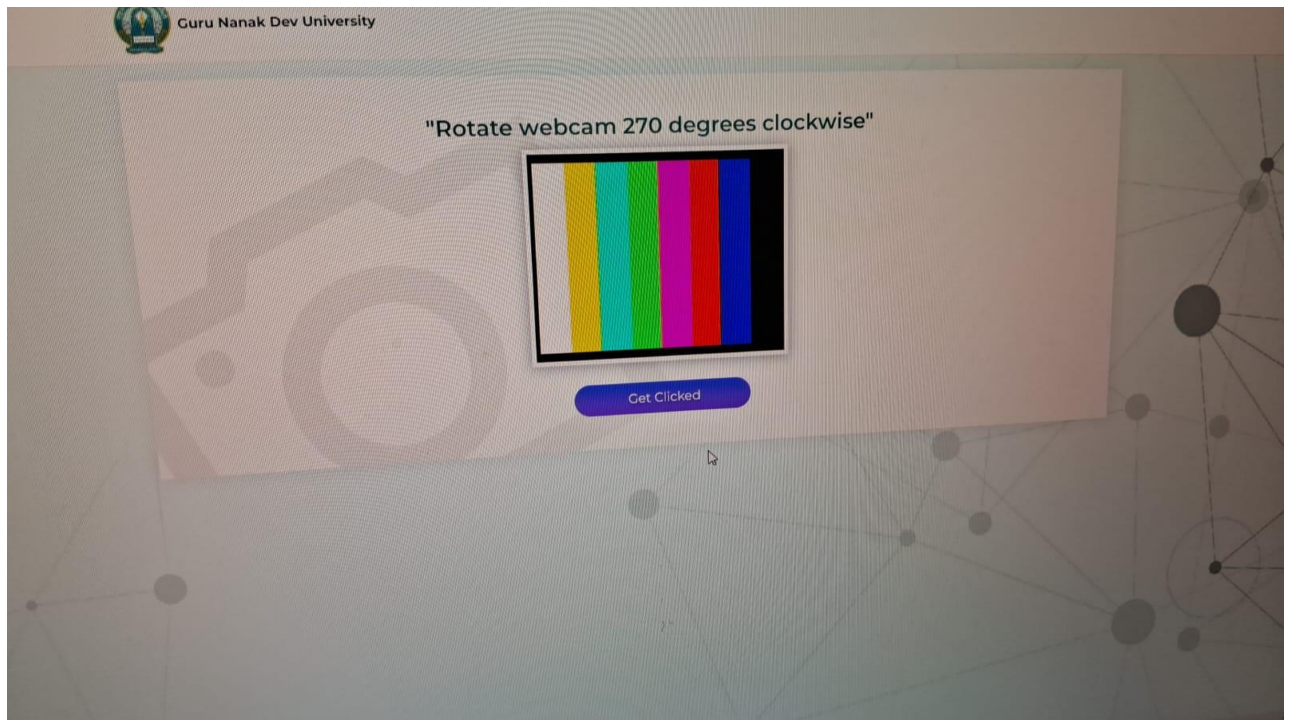 Guru Nanak Dev University
"Rotate webcam 270 degrees clockwise"
Get Clicked